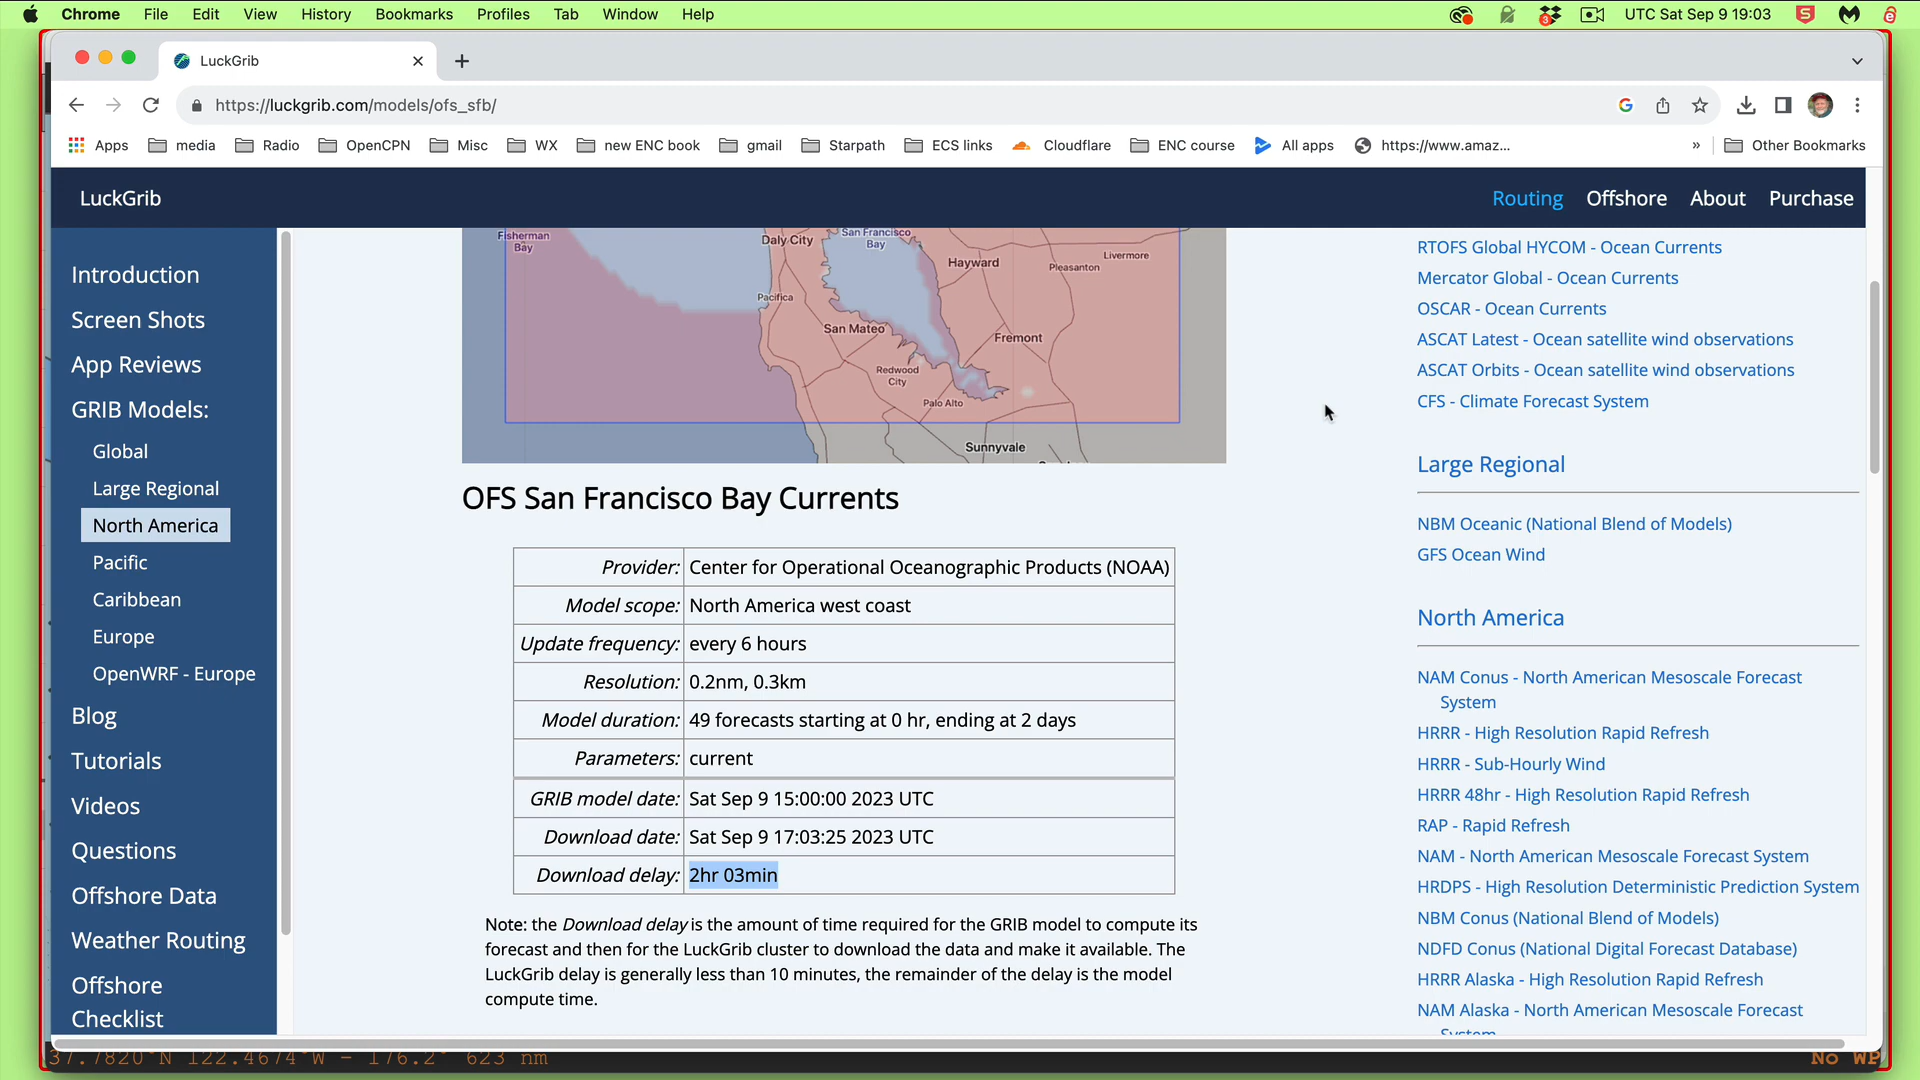 Chrome File Edit View History Bookmarks Profiles Tab Window Help 3 UTC Sat Sep 9 19:03
LuckGrib
https://luckgrib.com/models/ofs_sfb/
Apps media Radio OpenCPN Misc WX new ENC book gmail Starpath ECS links Cloudflare ENC course All apps https://www.amaz... » Other Bookmarks
LuckGrib Routing Offshore About Purchase
Introduction
Screen Shots
App Reviews
GRIB Models:
Global
Large Regional
North America
Pacific
Caribbean
Europe
OpenWRF - Europe
Blog
Tutorials
Videos
Questions
Offshore Data
Weather Routing
Offshore
Checklist
Fisherman
Bay
Daly City
San Francisco
Bay
Hayward
Livermore
Pleasanton
Pacifica
San Mateo
Fremont
Redwood
City
Palo Alto
Sunnyvale
OFS San Francisco Bay Currents
Provider: Center for Operational Oceanographic Products (NOAA)
Model scope: North America west coast
Update frequency: every 6 hours
Resolution: 0.2nm, 0.3km
Model duration: 49 forecasts starting at 0 hr, ending at 2 days
Parameters: current
GRIB model date: Sat Sep 9 15:00:00 2023 UTC
Download date: Sat Sep 9 17:03:25 2023 UTC
Download delay: 2hr 03min
Note: the Download delay is the amount of time required for the GRIB model to compute its
forecast and then for the LuckGrib cluster to download the data and make it available. The
LuckGrib delay is generally less than 10 minutes, the remainder of the delay is the model
compute time.
RTOFS Global HYCOM - Ocean Currents
Mercator Global - Ocean Currents
OSCAR - Ocean Currents
ASCAT Latest - Ocean satellite wind observations
ASCAT Orbits - Ocean satellite wind observations
CFS - Climate Forecast System
Large Regional
NBM Oceanic (National Blend of Models)
GFS Ocean Wind
North America
NAM Conus - North American Mesoscale Forecast
System
HRRR - High Resolution Rapid Refresh
HRRR - Sub-Hourly Wind
HRRR 48hr - High Resolution Rapid Refresh
RAP - Rapid Refresh
NAM - North American Mesoscale Forecast System
HRDPS - High Resolution Deterministic Prediction System
NBM Conus (National Blend of Models)
NDFD Conus (National Digital Forecast Database)
HRRR Alaska - High Resolution Rapid Refresh
NAM Alaska - North American Mesoscale Forecast
System
37.7820°N 122.4674°W - 176.2° 623 nm No WP